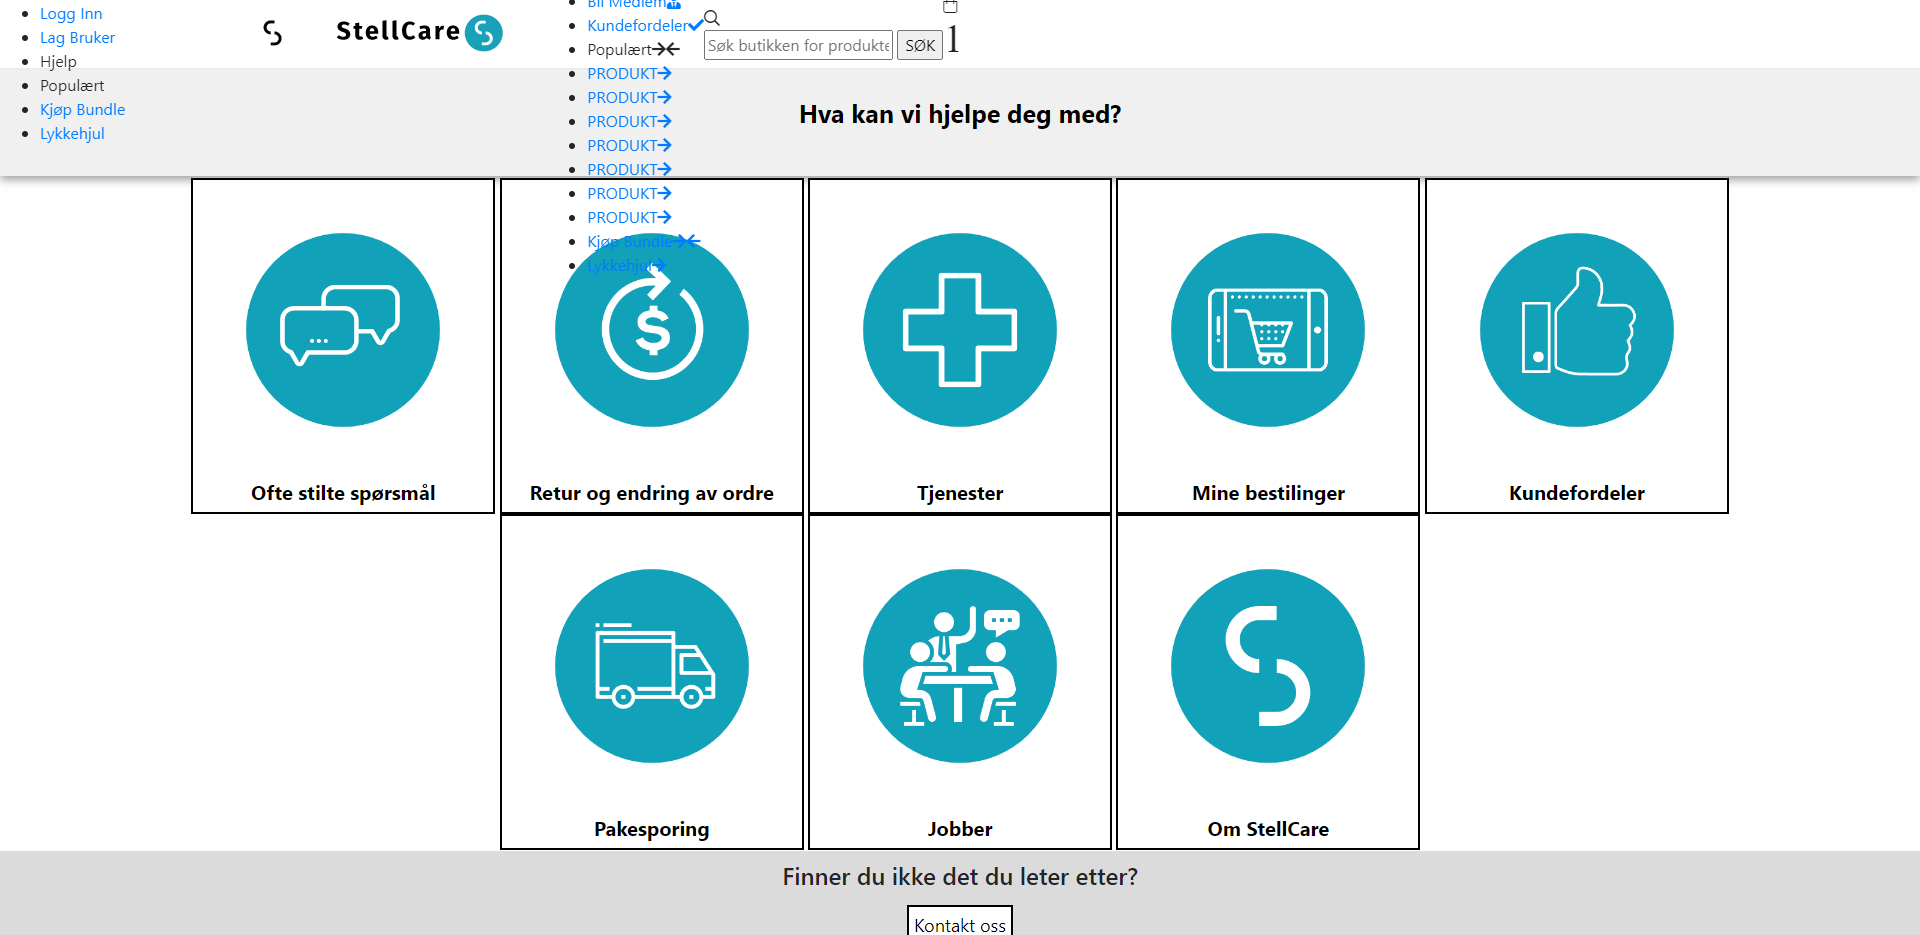 Logg Inn
Lag Bruker
Hjelp
Populært
Kjøp Bundle
Lykkehjul
StellCare
Bli Medlem
Kundefordeler
Populært
PRODUKT
PRODUKT
PRODUKT
PRODUKT
PRODUKT
PRODUKT
PRODUKT
Kjøp Bundle
Lykkehjul
Søk butikken for produkte
SØK
1
Hva kan vi hjelpe deg med?
Ofte stilte spørsmål
Retur og endring av ordre
Tjenester
Mine bestilinger
Kundefordeler
Pakesporing
Jobber
Om StellCare
Finner du ikke det du leter etter?
Kontakt oss